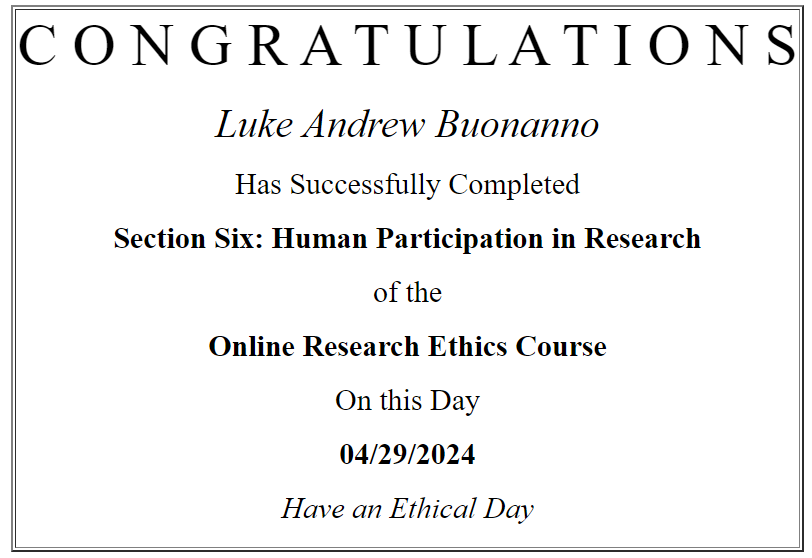 CONGRATULATIONS
Luke Andrew Buonanno
Has Successfully Completed
Section Six: Human Participation in Research
of the
Online Research Ethics Course
On this Day
04/29/2024
Have an Ethical Day